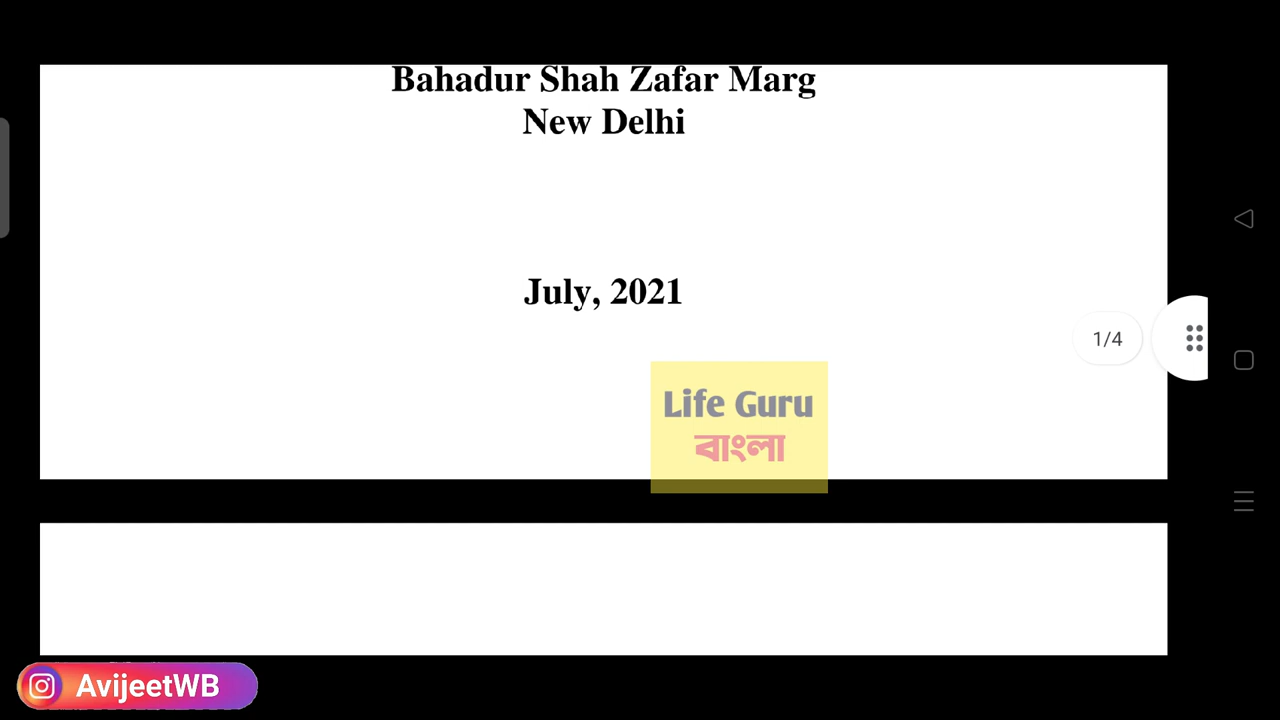 Bahadur Shah Zafar Marg
New Delhi
July, 2021
1/4
Life Guru
বাংলা
AvijeetWB